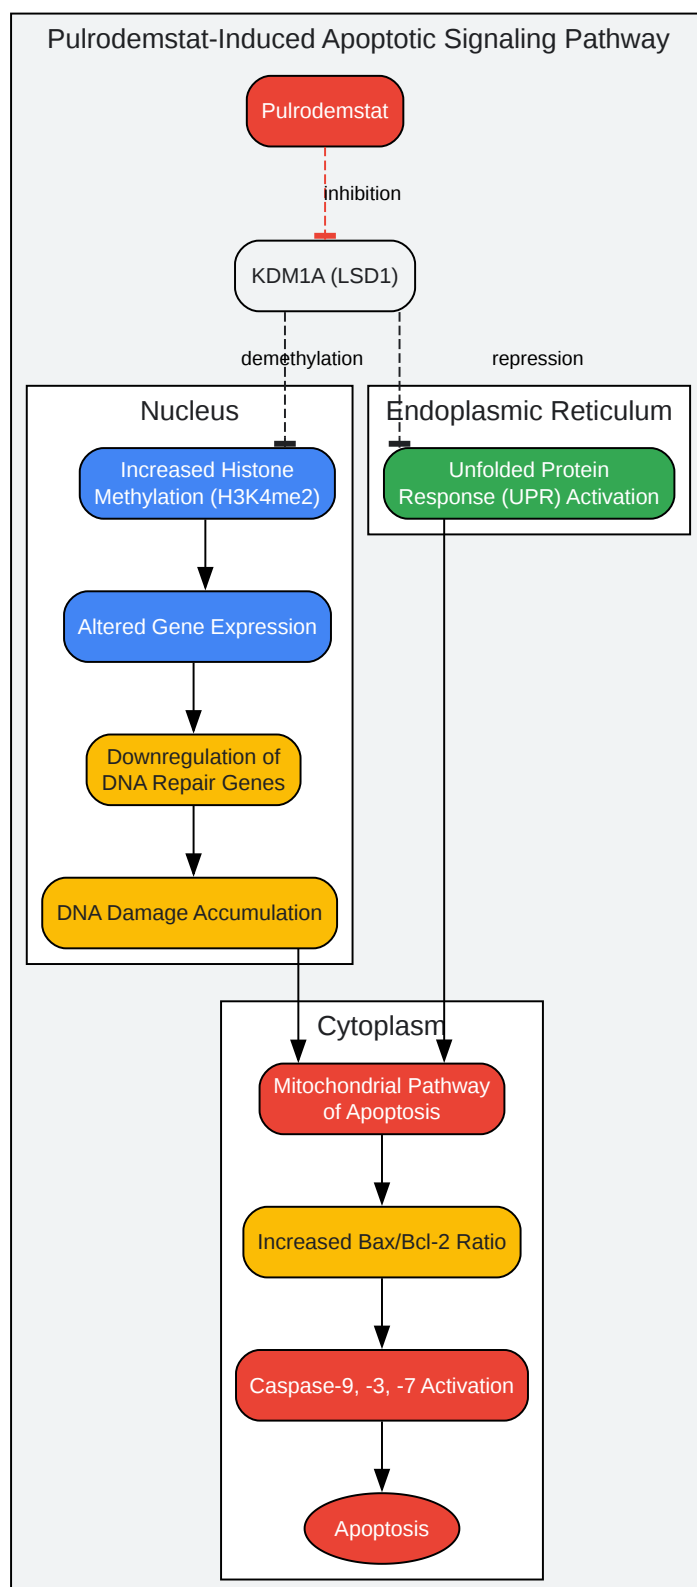 Pulrodemstat-Induced Apoptotic Signaling Pathway
Pulrodemstat
inhibition
KDM1A (LSD1)
demethylation
repression
Nucleus
Endoplasmic Reticulum
Increased Histone
Methylation (H3K4me2)
Unfolded Protein
Response (UPR) Activation
Altered Gene Expression
Downregulation of
DNA Repair Genes
DNA Damage Accumulation
Cytoplasm
Mitochondrial Pathway
of Apoptosis
Increased Bax/Bcl-2 Ratio
Caspase-9, -3, -7 Activation
Apoptosis